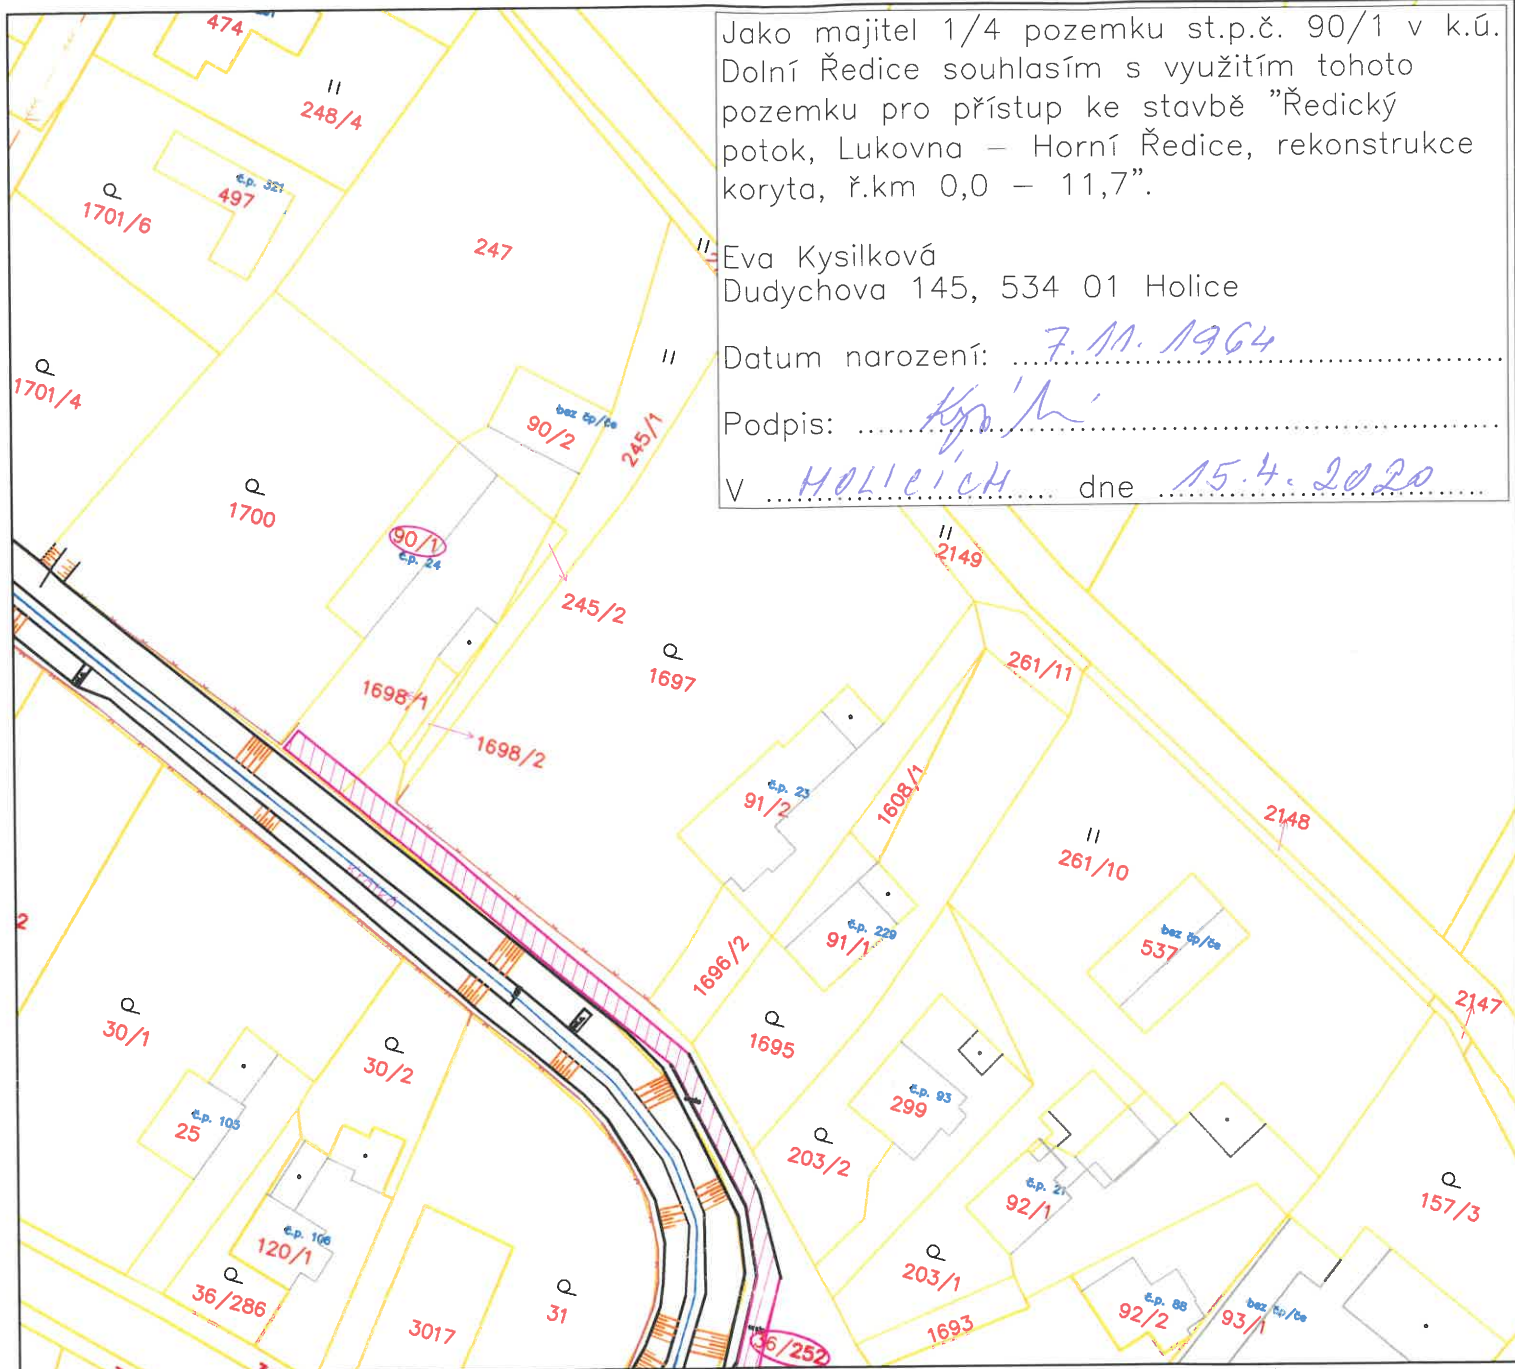 Jako majitel 1/4 pozemku st.p.č. 90/1 v k.ú.
Dolní Ředice souhlasím s využitím tohoto
pozemku pro přístup ke stavbě "Ředický
potok, Lukovna – Horní Ředice, rekonstrukce
koryta, ř.km 0,0 – 11,7".
Eva Kysilková
Dudychova 145, 534 01 Holice
Datum narození: 7.11.1964
Podpis:
V HOLICÍCH dne 15.4.2020
474
248/4
č.p. 321
497
1701/6
247
1701/4
bez čp/če
90/2
245/1
1700
90/1
č.p. 24
2149
245/2
1697
261/11
1698/1
1698/2
č.p. 23
91/2
1608/1
2148
261/10
2
č.p. 229
91/1
bez čp/če
537
1696/2
2147
30/1
1695
30/2
č.p. 93
299
č.p. 105
25
203/2
č.p. 21
92/1
157/3
č.p. 106
120/1
203/1
36/286
31
č.p. 88
92/2
bez čp/če
93/1
3017
1693
36/252